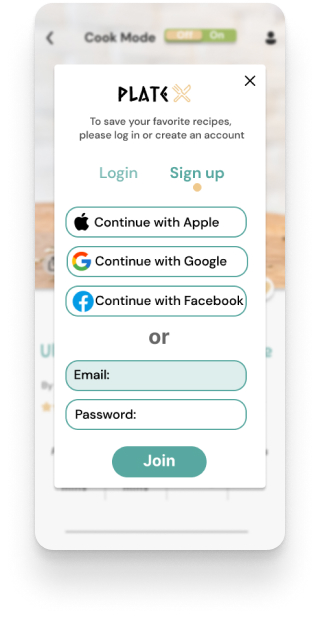 Cook Mode Off On
PLATE
To save your favorite recipes,
please log in or create an account
Login Sign up
Continue with Apple
Continue with Google
Continue with Facebook
or
Email:
Password:
Join